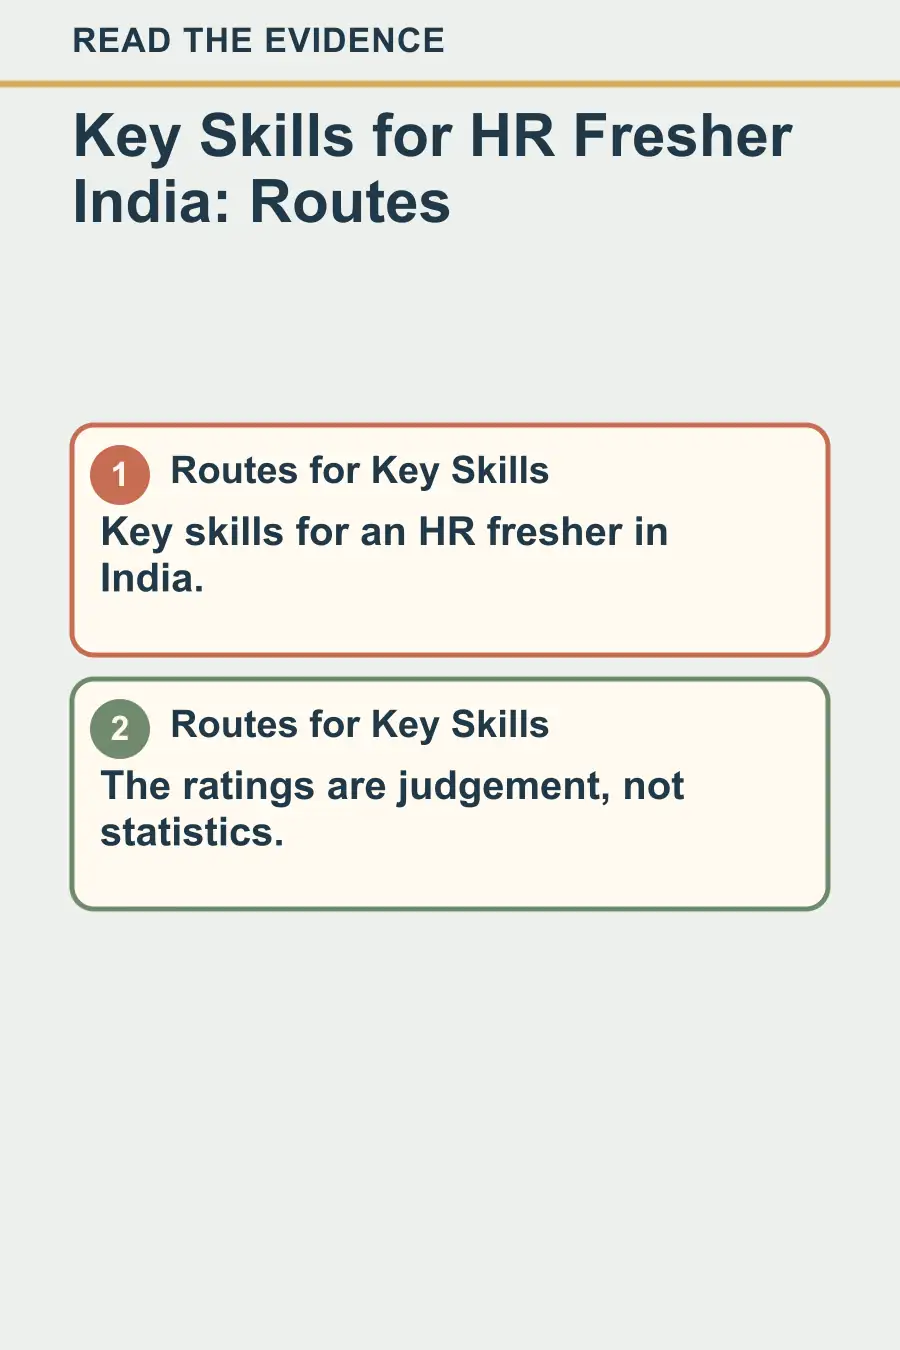 READ THE EVIDENCE
Key Skills for HR Fresher
India: Routes
1
Routes for Key Skills
Key skills for an HR fresher in
India.
2
Routes for Key Skills
The ratings are judgement, not
statistics.